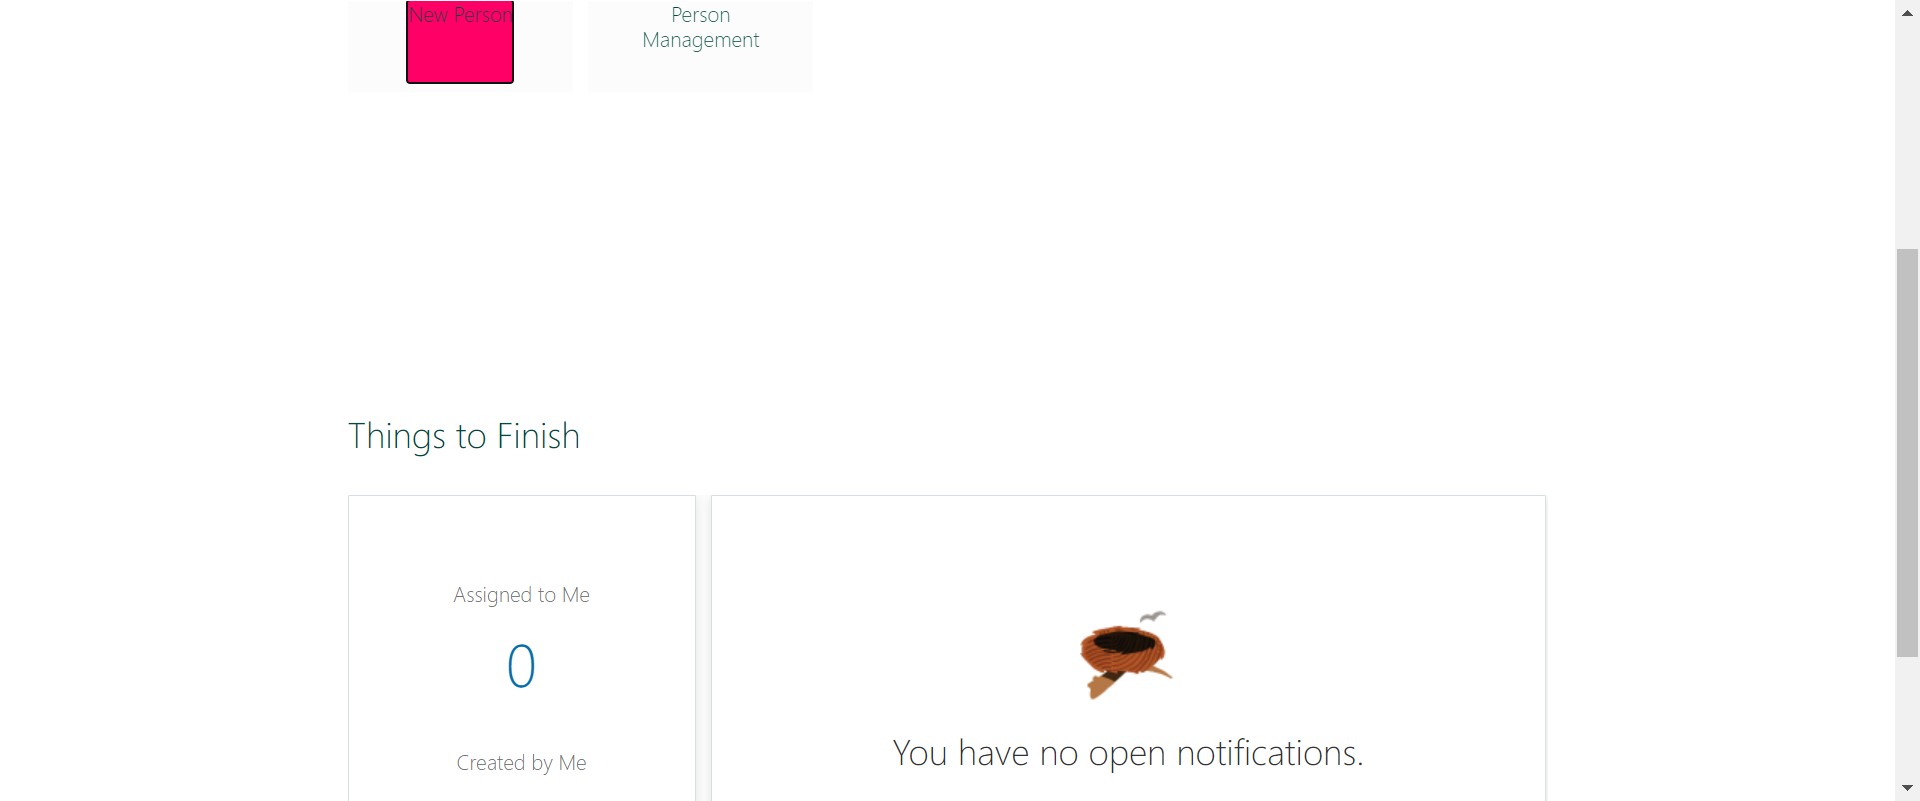 New Person
Person
Management
Things to Finish
Assigned to Me
0
Created by Me
You have no open notifications.